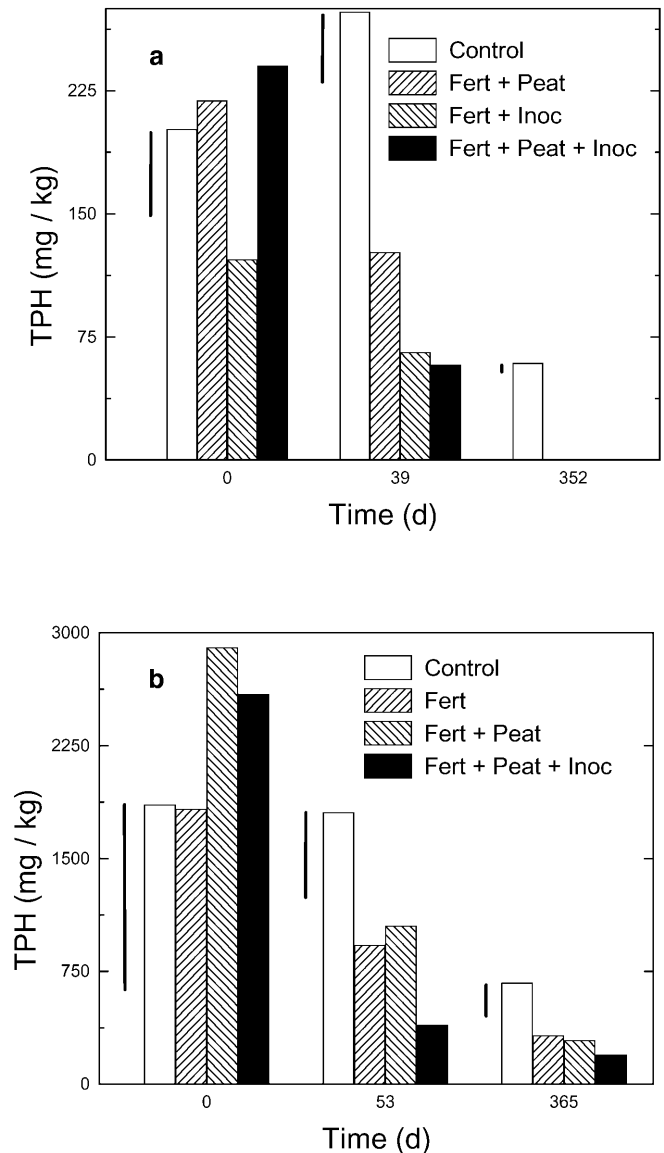 a
Control
Fert + Peat
Fert + Inoc
Fert + Peat + Inoc
225
150
75
0
TPH (mg / kg)
0
39
352
Time (d)
b
Control
Fert
Fert + Peat
Fert + Peat + Inoc
3000
2250
1500
750
0
TPH (mg / kg)
0
53
365
Time (d)